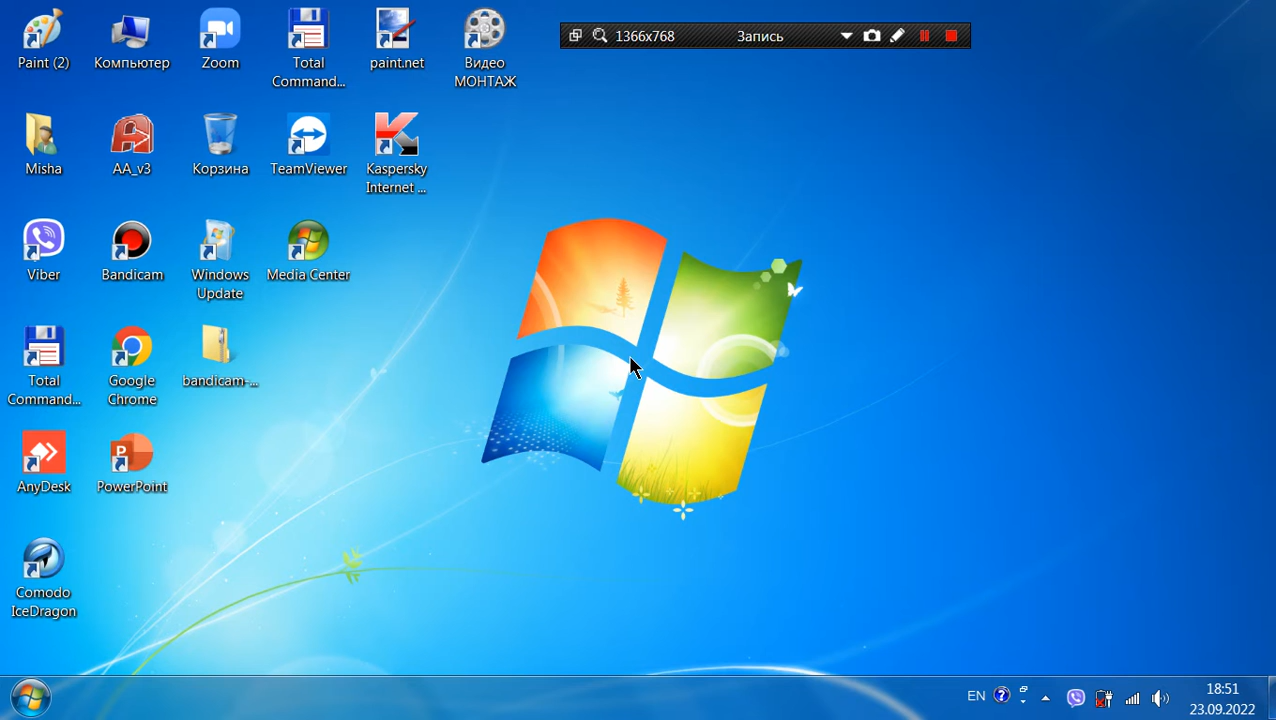 1366x768 Запись
Paint (2)
Компьютер
Zoom
Total
Command...
paint.net
Видео
МОНТАЖ
Misha
AA_v3
Корзина
TeamViewer
Kaspersky
Internet ...
Viber
Bandicam
Windows
Update
Media Center
Total
Command...
Google
Chrome
bandicam-...
AnyDesk
PowerPoint
Comodo
IceDragon
EN
18:51
23.09.2022